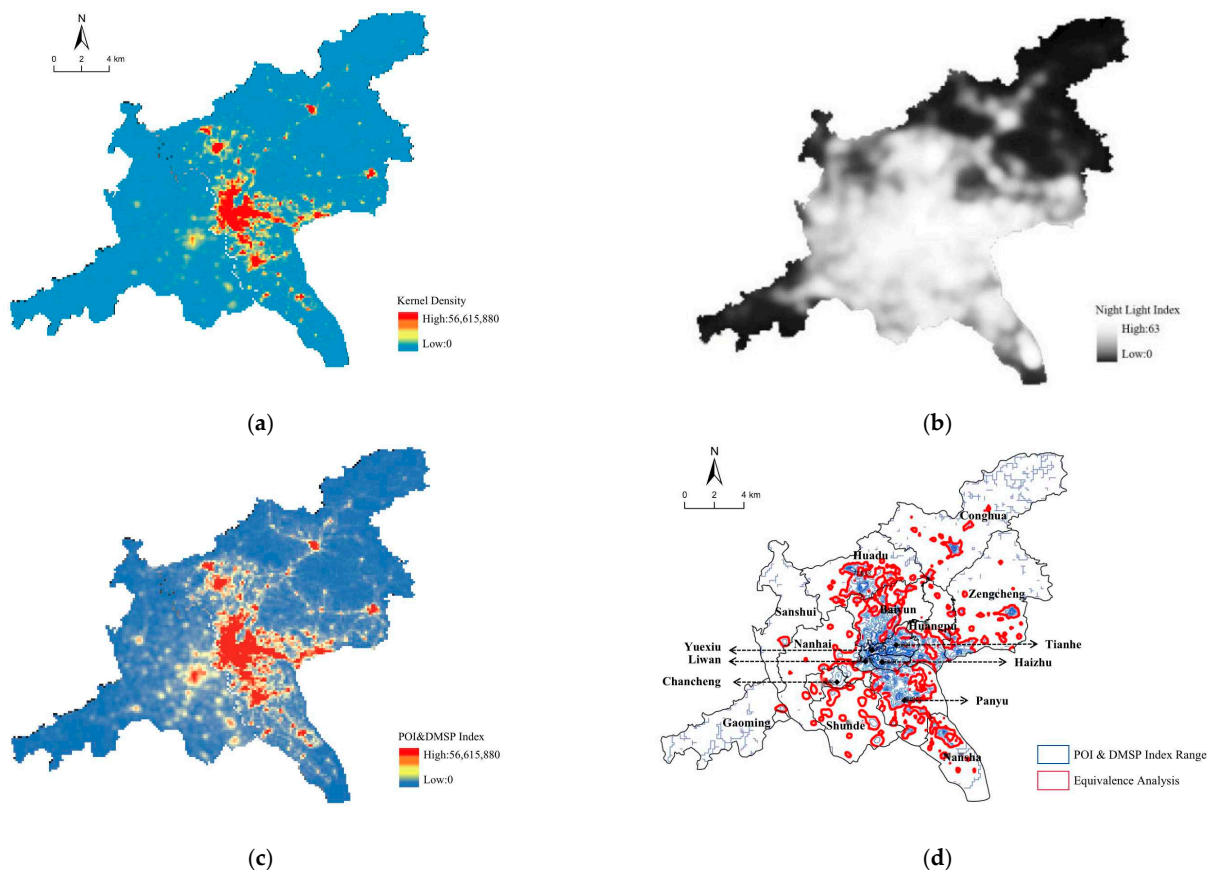 N
0 2 4 km
Kernel Density
High:56,615,880
Low:0
(a)
Night Light Index
High:63
Low:0
(b)
POI&DMSP Index
High:56,615,880
Low:0
(c)
N
0 2 4 km
Conghua
Huadu
Zengcheng
Sanshui
Baiyun
Huangpu
Nanhai
Tianhe
Yuexiu
Liwan
Haizhu
Chancheng
Panyu
Gaoming
Shunde
Nansha
POI & DMSP Index Range
Equivalence Analysis
(d)